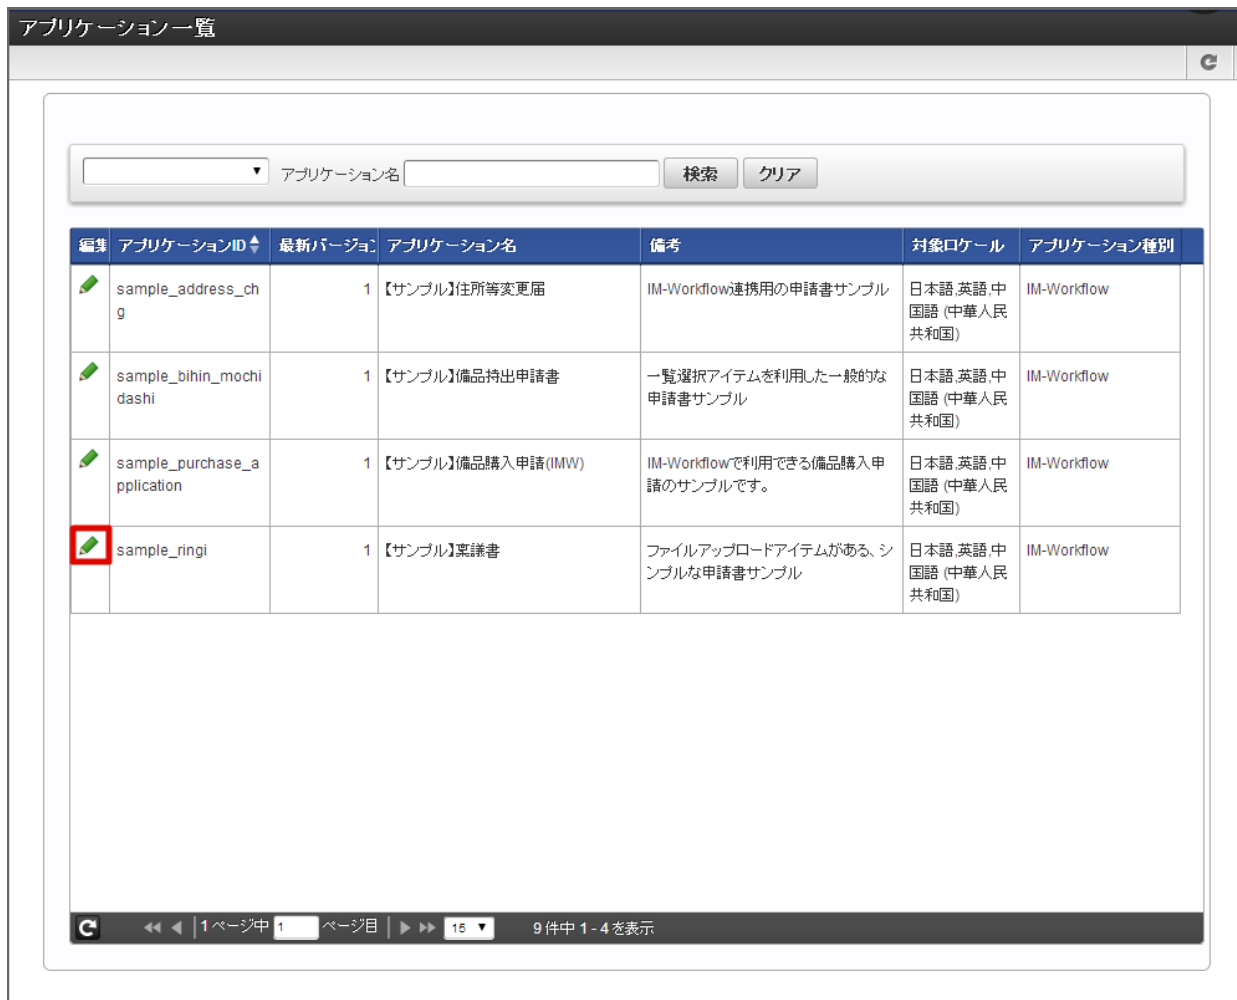 アプリケーション一覧
アプリケーション名 検索 クリア
編集 アプリケーションID 最新バージョン アプリケーション名 備考 対象ロケール アプリケーション種別
sample_address_ch
g
1
【サンプル】住所等変更届
IM-Workflow連携用の申請書サンプル
日本語,英語,中
国語 (中華人民
共和国)
IM-Workflow
sample_bihin_mochi
dashi
1
【サンプル】備品持出申請書
一覧選択アイテムを利用した一般的な
申請書サンプル
日本語,英語,中
国語 (中華人民
共和国)
IM-Workflow
sample_purchase_a
pplication
1
【サンプル】備品購入申請(IMW)
IM-Workflowで利用できる備品購入申
請のサンプルです。
日本語,英語,中
国語 (中華人民
共和国)
IM-Workflow
sample_ringi
1
【サンプル】稟議書
ファイルアップロードアイテムがある、シ
ンプルな申請書サンプル
日本語,英語,中
国語 (中華人民
共和国)
IM-Workflow
1 ページ中 1 ページ目 15 9 件中 1 - 4 を表示